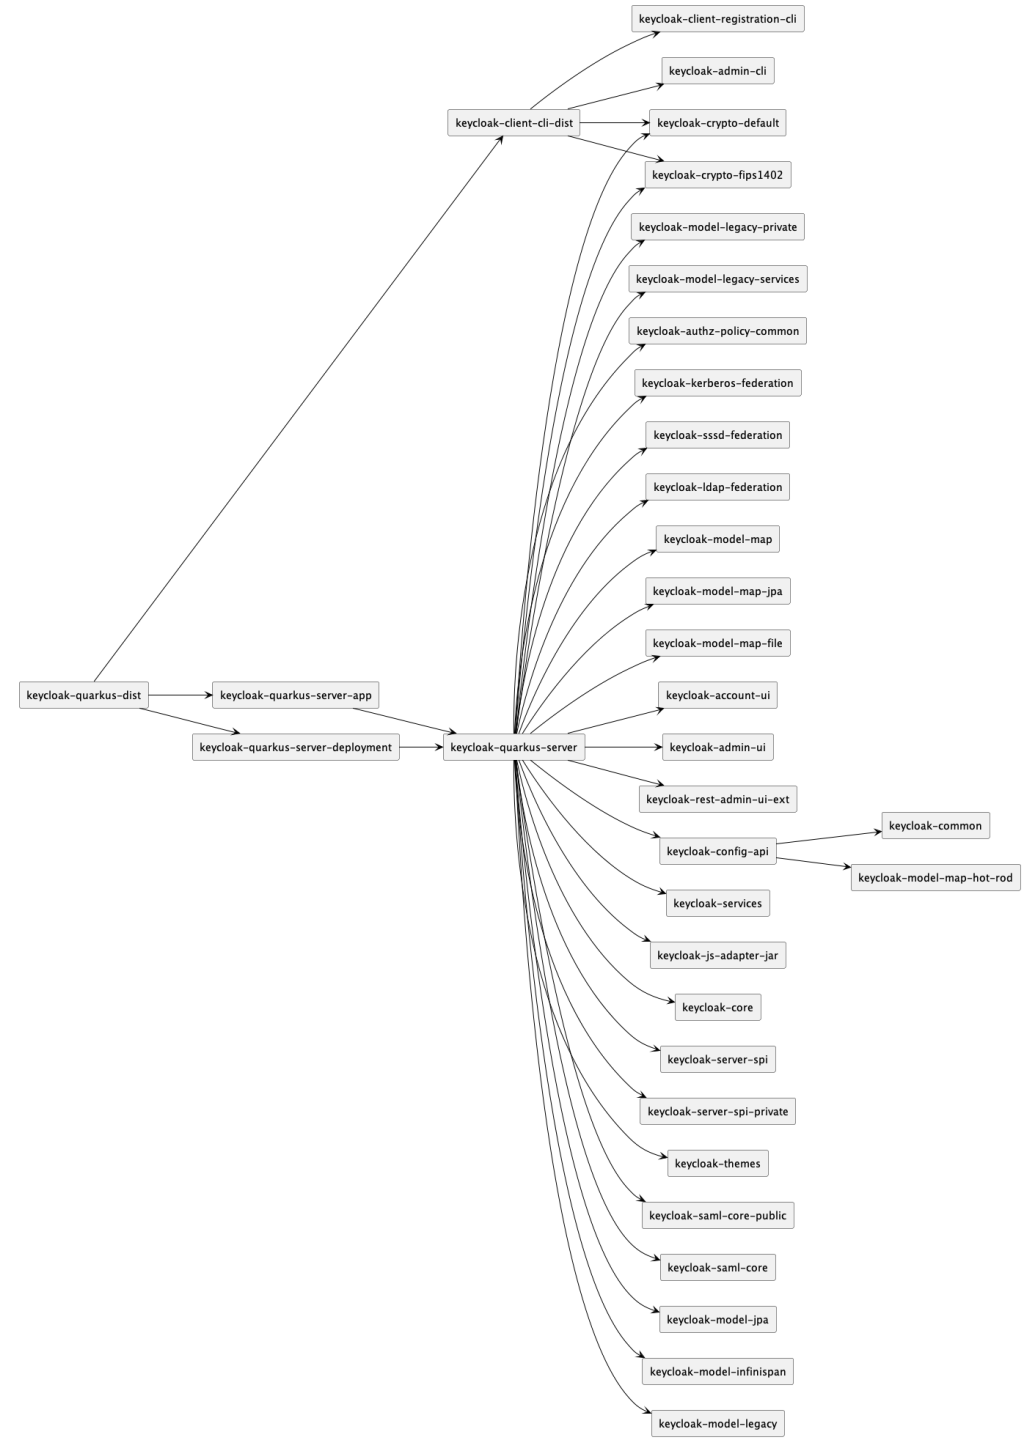 keycloak-client-registration-cli
keycloak-admin-cli
keycloak-client-cli-dist
keycloak-crypto-default
keycloak-crypto-fips1402
keycloak-model-legacy-private
keycloak-model-legacy-services
keycloak-authz-policy-common
keycloak-kerberos-federation
keycloak-sssd-federation
keycloak-ldap-federation
keycloak-model-map
keycloak-model-map-jpa
keycloak-model-map-file
keycloak-quarkus-dist
keycloak-quarkus-server-app
keycloak-account-ui
keycloak-quarkus-server-deployment
keycloak-quarkus-server
keycloak-admin-ui
keycloak-rest-admin-ui-ext
keycloak-common
keycloak-config-api
keycloak-model-map-hot-rod
keycloak-services
keycloak-js-adapter-jar
keycloak-core
keycloak-server-spi
keycloak-server-spi-private
keycloak-themes
keycloak-saml-core-public
keycloak-saml-core
keycloak-model-jpa
keycloak-model-infinispan
keycloak-model-legacy